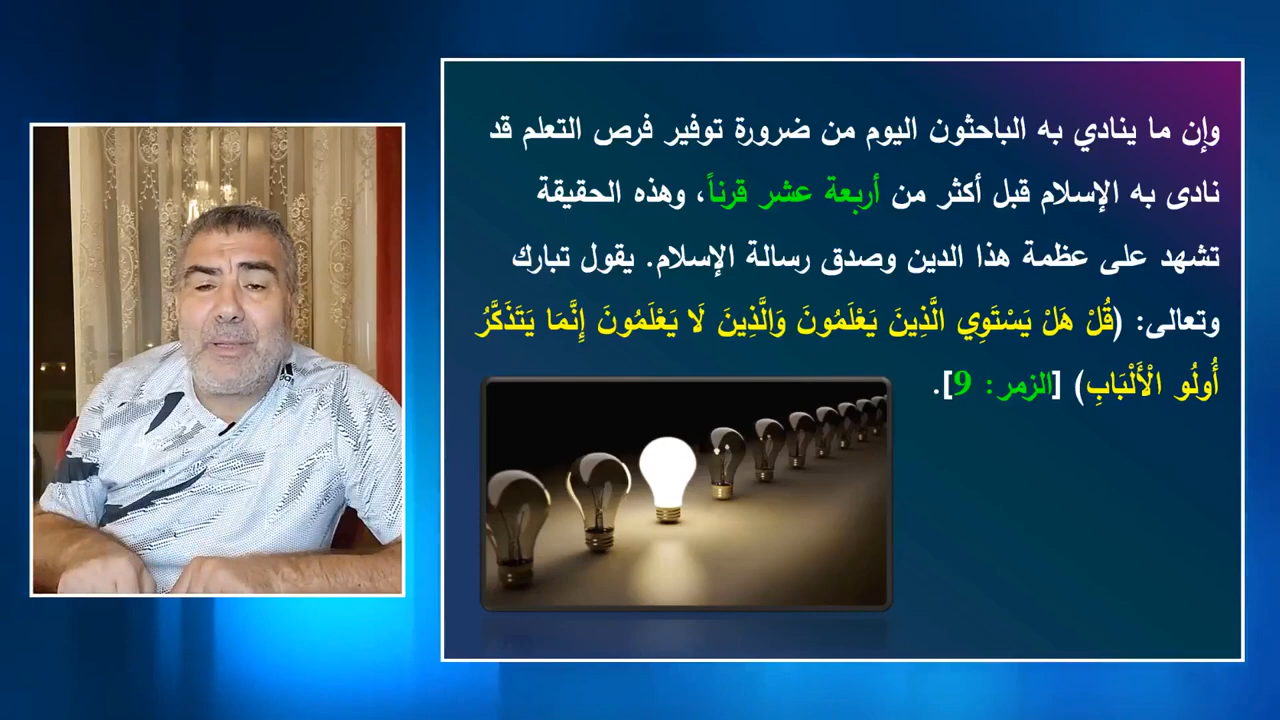 وإن ما ينادي به الباحثون اليوم من ضرورة توفير فرص التعلم قد
نادى به الإسلام قبل أكثر من أربعة عشر قرناً، وهذه الحقيقة
تشهد على عظمة هذا الدين وصدق رسالة الإسلام. يقول تبارك
وتعالى: (قُلْ هَلْ يَسْتَوِي الَّذِينَ يَعْلَمُونَ وَالَّذِينَ لَا يَعْلَمُونَ إِنَّمَا يَتَذَكَّرُ
أُولُو الْأَلْبَابِ) [الزمر: 9].